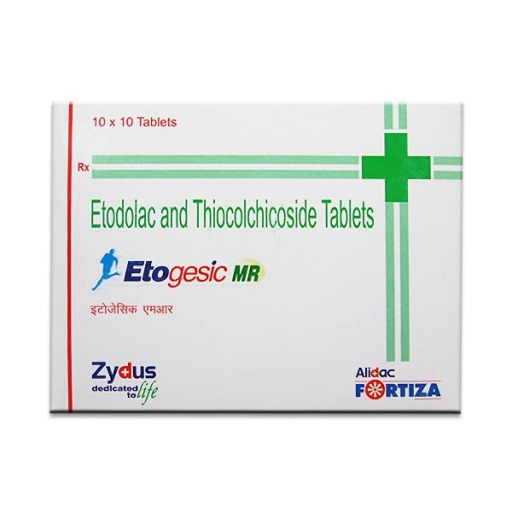 10 x 10 Tablets
Rx
Etodolac and Thiocolchicoside Tablets
Etogesic MR
इटोजेसिक एमआर
Zydus
dedicated
to life
Alidac
FORTIZA